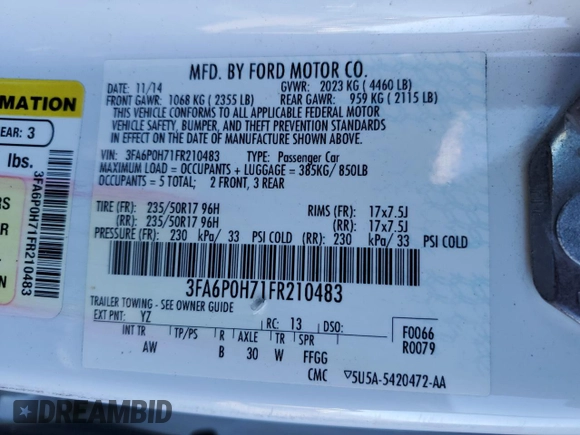 MFG. BY FORD MOTOR CO.
DATE: 11/14 GVWR: 2023 KG ( 4460 LB)
FRONT GAWR: 1068 KG ( 2355 LB) REAR GAWR: 959 KG ( 2115 LB)
THIS VEHICLE CONFORMS TO ALL APPLICABLE FEDERAL MOTOR
VEHICLE SAFETY, BUMPER, AND THEFT PREVENTION STANDARDS
IN EFFECT ON THE DATE OF MANUFACTURE SHOWN ABOVE.
VIN: 3FA6P0H71FR210483 TYPE: Passenger Car
MAXIMUM LOAD = OCCUPANTS + LUGGAGE = 385KG/ 850LB
OCCUPANTS = 5 TOTAL; 2 FRONT, 3 REAR
TIRE (FR): 235/50R17 96H RIMS (FR): 17x7.5J
(RR): 235/50R17 96H (RR): 17x7.5J
PRESSURE (FR): 230 kPa/ 33 PSI COLD (RR): 230 kPa/ 33 PSI COLD
3FA6P0H71FR210483
TRAILER TOWING - SEE OWNER GUIDE
EXT PNT: YZ RC: 13 DSO:
F0066
R0079
INT TR TP/PS R AXLE TR SPR
AW B 30 W FFGG
CMC ▽5U5A-5420472-AA
RMATION
EAR: 3
lbs.
3FA6P0H71FR210483
RS
DREAMBID